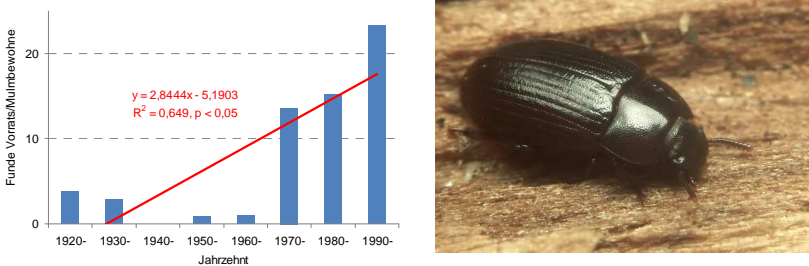 Funde Vorrats/Mulmbewohne
20
10
0
y = 2,8444x - 5,1903
R² = 0,649, p < 0,05
1920- 1930- 1940- 1950- 1960- 1970- 1980- 1990-
Jahrzehnt